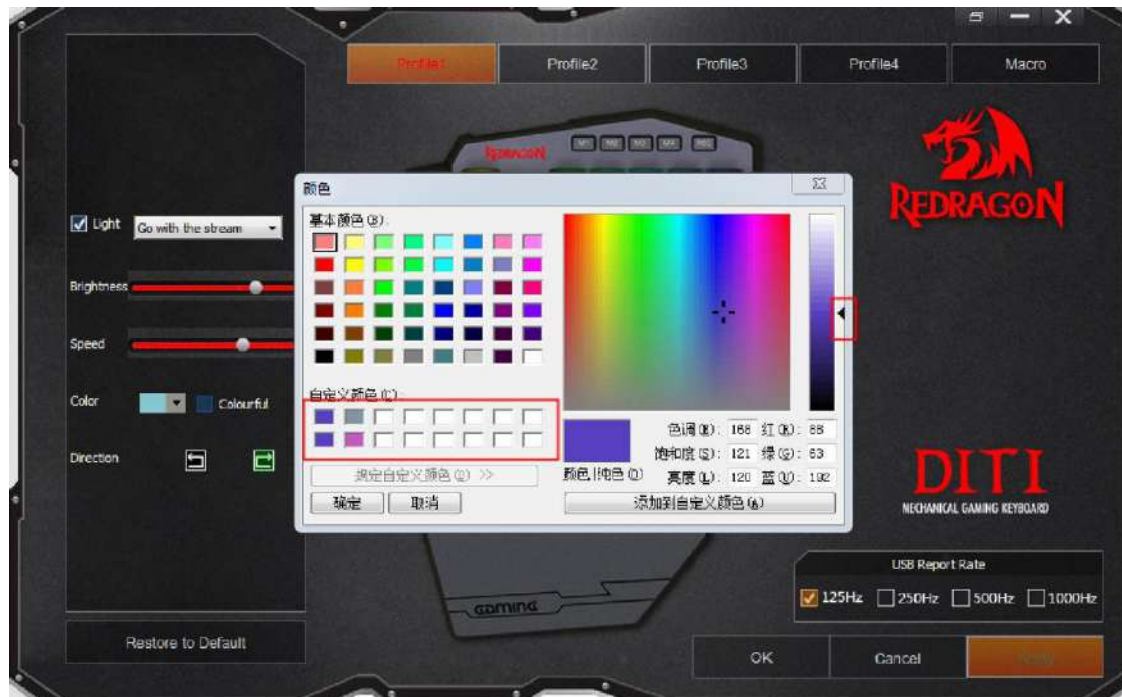 Profile1
Profile2
Profile3
Profile4
Macro
REDRAGON
REDRAGON
颜色
Light
Go with the stream
基本颜色(B):
Brightness
Speed
自定义颜色(C):
Color
Colourful
色调(E): 168 红(R): 88
饱和度(S): 121 绿(G): 63
颜色|纯色(O)
亮度(L): 120 蓝(U): 192
Direction
规定自定义颜色(D) >>
确定
取消
添加到自定义颜色(A)
DITI
MECHANICAL GAMING KEYBOARD
USB Report Rate
125Hz
250Hz
500Hz
1000Hz
GAMING
Restore to Default
OK
Cancel